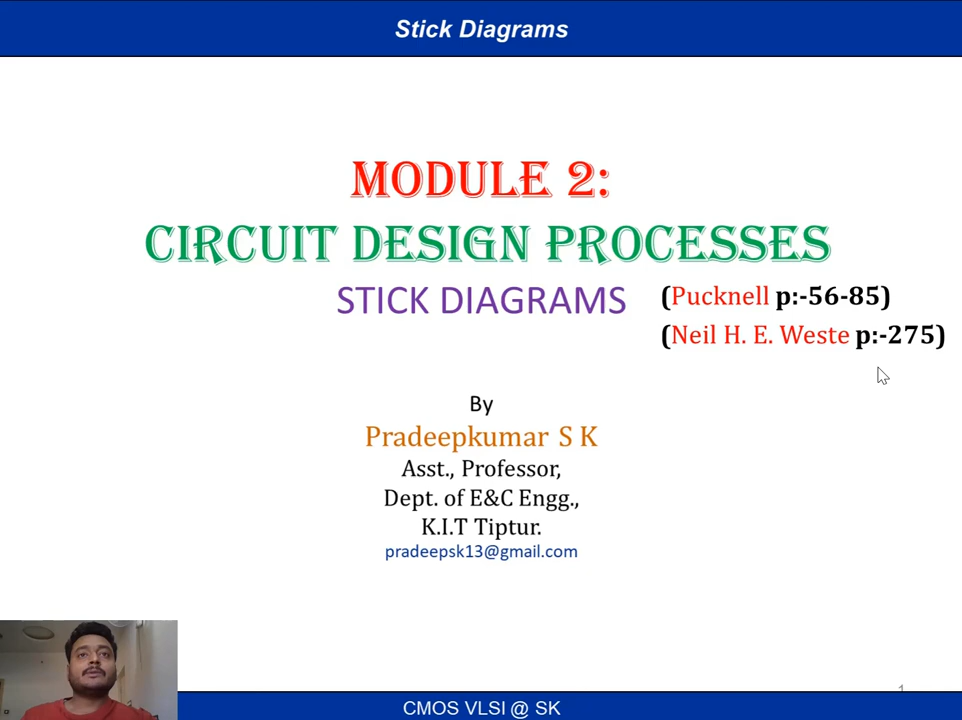 Stick Diagrams
MODULE 2:
CIRCUIT DESIGN PROCESSES
STICK DIAGRAMS
(Pucknell p:-56-85)
(Neil H. E. Weste p:-275)
By
Pradeepkumar S K
Asst., Professor,
Dept. of E&C Engg.,
K.I.T Tiptur.
pradeepsk13@gmail.com
1
CMOS VLSI @ SK